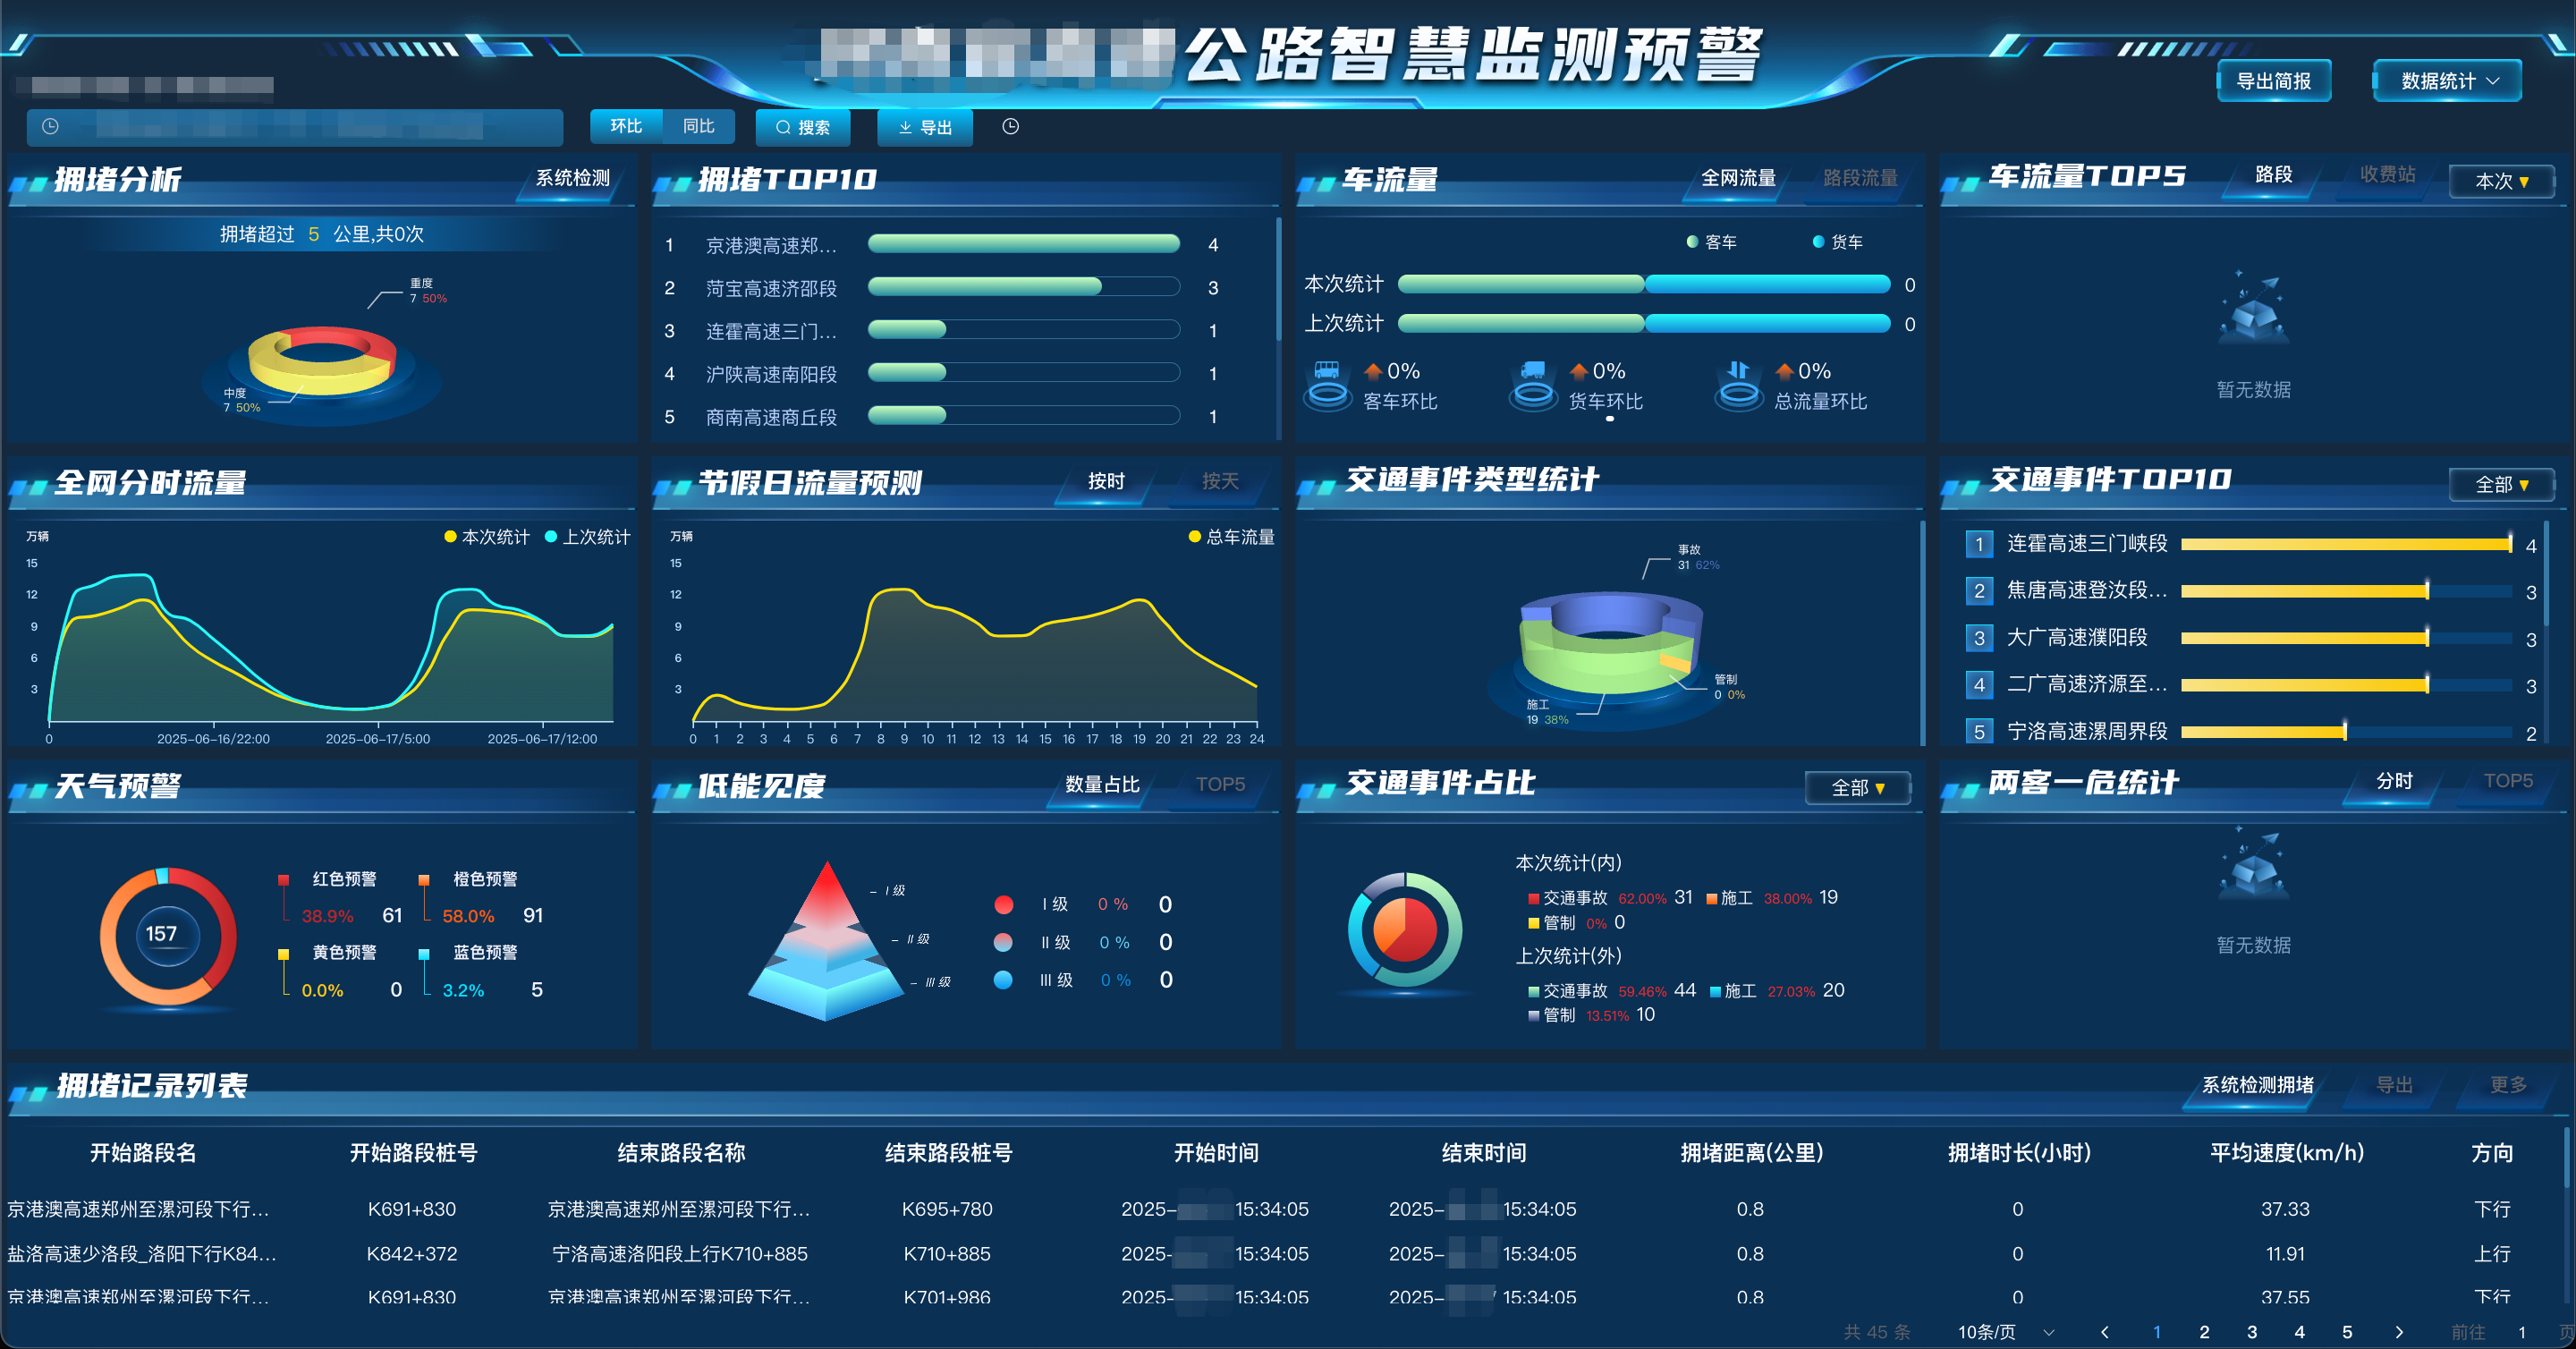 公路智慧监测预警
导出简报
数据统计
环比 同比 搜索 导出
拥堵分析 系统检测
拥堵超过 5 公里,共0次
重度
7 50%
中度
7 50%
拥堵TOP10
1 京港澳高速郑... 4
2 菏宝高速济邵段 3
3 连霍高速三门... 1
4 沪陕高速南阳段 1
5 商南高速商丘段 1
车流量 全网流量 路段流量
客车 货车
本次统计 0
上次统计 0
0% 0% 0%
客车环比 货车环比 总流量环比
车流量TOP5 路段 收费站 本次
暂无数据
全网分时流量
万辆 本次统计 上次统计
15
12
9
6
3
0 2025-06-16/22:00 2025-06-17/5:00 2025-06-17/12:00
节假日流量预测 按时 按天
万辆 总车流量
15
12
9
6
3
0 1 2 3 4 5 6 7 8 9 10 11 12 13 14 15 16 17 18 19 20 21 22 23 24
交通事件类型统计
事故
31 62%
管制
0 0%
施工
19 38%
交通事件TOP10 全部
1 连霍高速三门峡段 4
2 焦唐高速登汝段... 3
3 大广高速濮阳段 3
4 二广高速济源至... 3
5 宁洛高速漯周界段 2
天气预警
157
红色预警 橙色预警
38.9% 61 58.0% 91
黄色预警 蓝色预警
0.0% 0 3.2% 5
低能见度 数量占比 TOP5
I 级
II 级
III 级
I 级 0 % 0
II 级 0 % 0
III 级 0 % 0
交通事件占比 全部
本次统计(内)
交通事故 62.00% 31 施工 38.00% 19
管制 0% 0
上次统计(外)
交通事故 59.46% 44 施工 27.03% 20
管制 13.51% 10
两客一危统计 分时 TOP5
暂无数据
拥堵记录列表 系统检测拥堵 导出 更多
开始路段名 开始路段桩号 结束路段名称 结束路段桩号 开始时间 结束时间 拥堵距离(公里) 拥堵时长(小时) 平均速度(km/h) 方向
京港澳高速郑州至漯河段下行... K691+830 京港澳高速郑州至漯河段下行... K695+780 2025- 15:34:05 2025- 15:34:05 0.8 0 37.33 下行
盐洛高速少洛段_洛阳下行K84... K842+372 宁洛高速洛阳段上行K710+885 K710+885 2025- 15:34:05 2025- 15:34:05 0.8 0 11.91 上行
京港澳高速郑州至漯河段下行... K691+830 京港澳高速郑州至漯河段下行... K701+986 2025- 15:34:05 2025- 15:34:05 0.8 0 37.55 下行
共 45 条 10条/页 1 2 3 4 5 前往 1 页